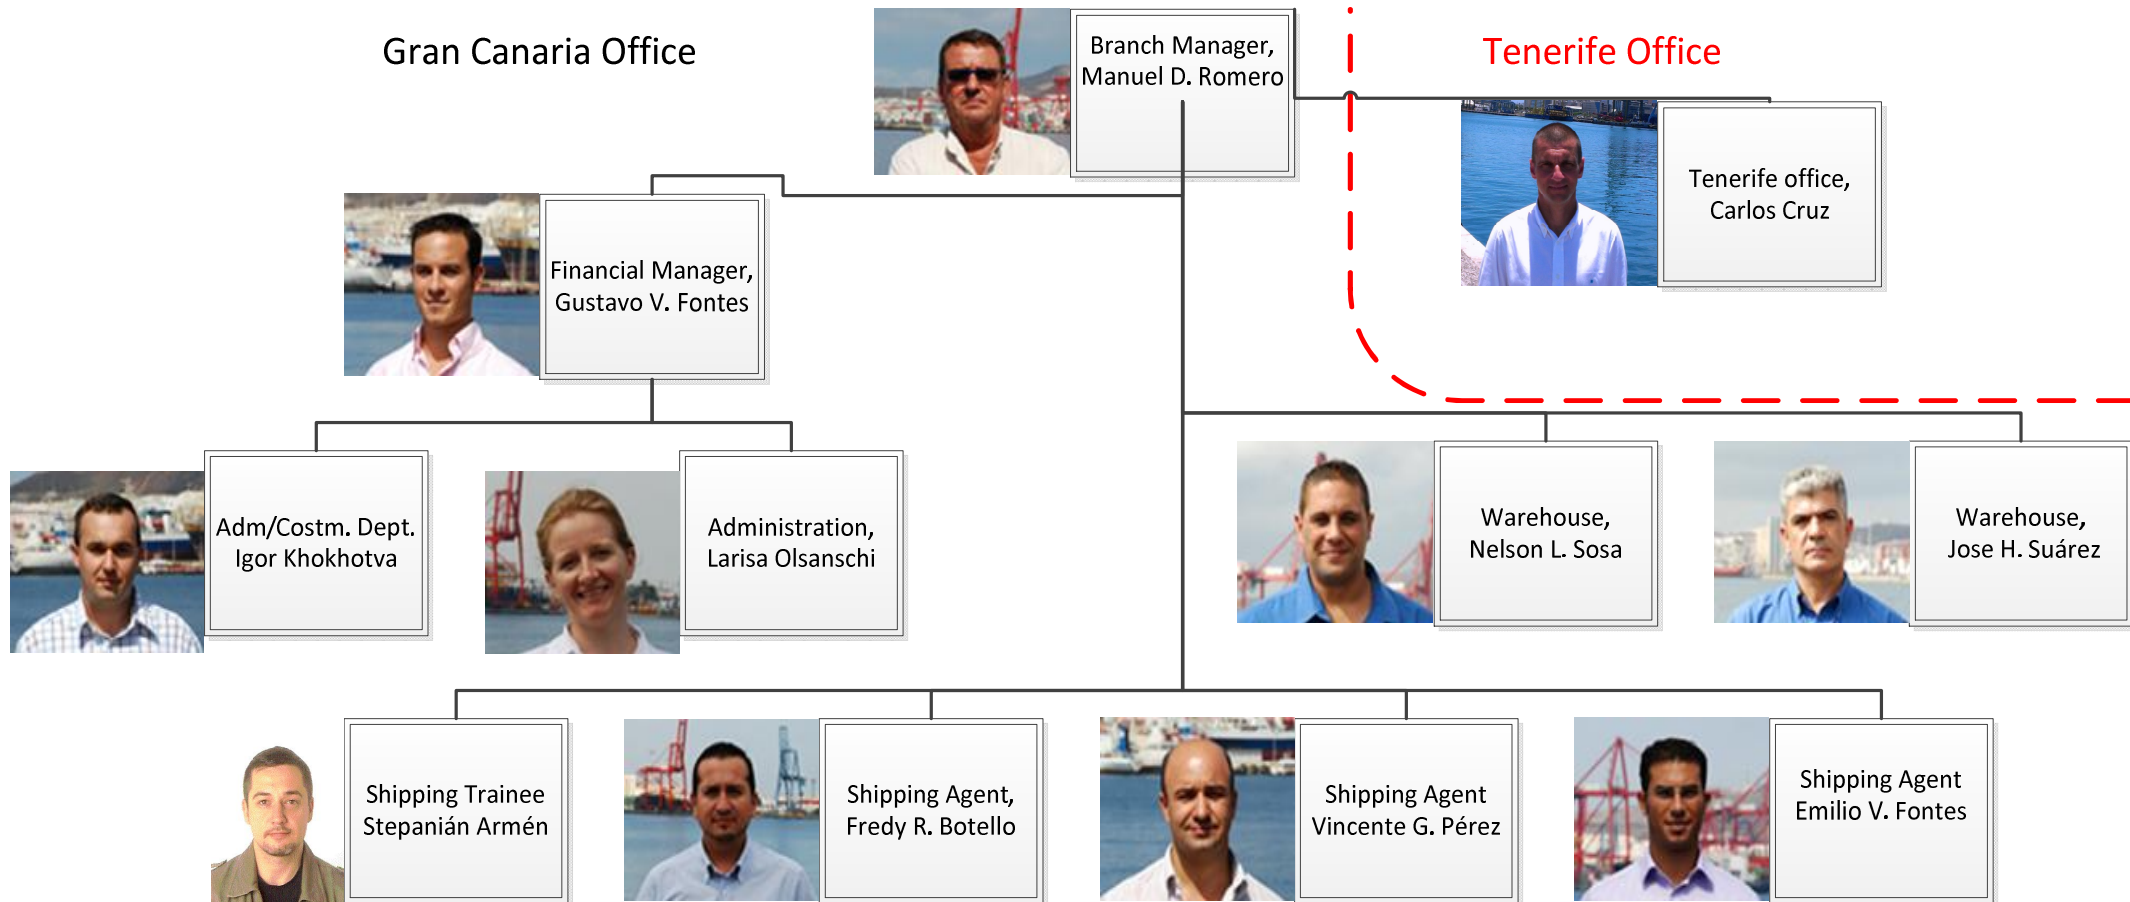 Gran Canaria Office
Branch Manager,
Manuel D. Romero
Tenerife Office
Tenerife office,
Carlos Cruz
Financial Manager,
Gustavo V. Fontes
Adm/Costm. Dept.
Igor Khokhotva
Administration,
Larisa Olsanschi
Warehouse,
Nelson L. Sosa
Warehouse,
Jose H. Suárez
Shipping Trainee
Stepanián Armén
Shipping Agent,
Fredy R. Botello
Shipping Agent
Vincente G. Pérez
Shipping Agent
Emilio V. Fontes